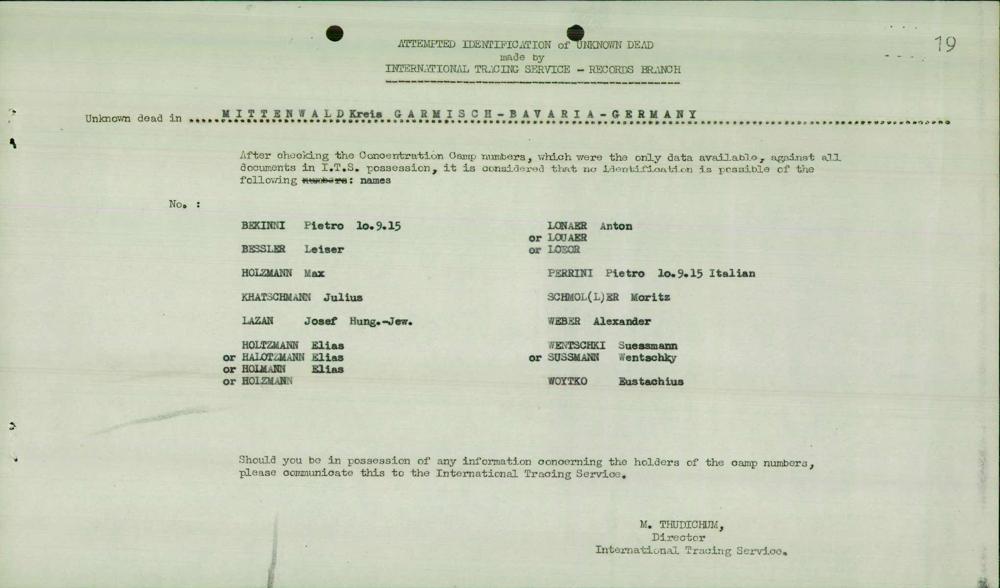 19
ATTEMPTED IDENTIFICATION of UNKNOWN DEAD
made by
INTERNATIONAL TRACING SERVICE - RECORDS BRANCH
Unknown dead in ..... MITTENWALD Kreis GARMISCH-BAVARIA-GERMANY
After checking the Concentration Camp numbers, which were the only data available, against all
documents in I.T.S. possession, it is considered that no identification is possible of the
following numbers: names
No. :
BEKINNI Pietro 10.9.15
BESSLER Leiser
HOLZMANN Max
KHATSCHMANN Julius
LAZAN Josef Hung.-Jew.
HOLTZMANN Elias
or HALOTZMANN Elias
or HOLMANN Elias
or HOLZMANN
LONAER Anton
or LOUAER
or LOEOR
PERRINI Pietro 10.9.15 Italian
SCHMOL(L)ER Moritz
WEBER Alexander
WENTSCHKI Suessmann
or SUSSMANN Wentschky
WOYTKO Eustachius
Should you be in possession of any information concerning the holders of the camp numbers,
please communicate this to the International Tracing Service.
M. THUDICHUM,
Director
International Tracing Service.